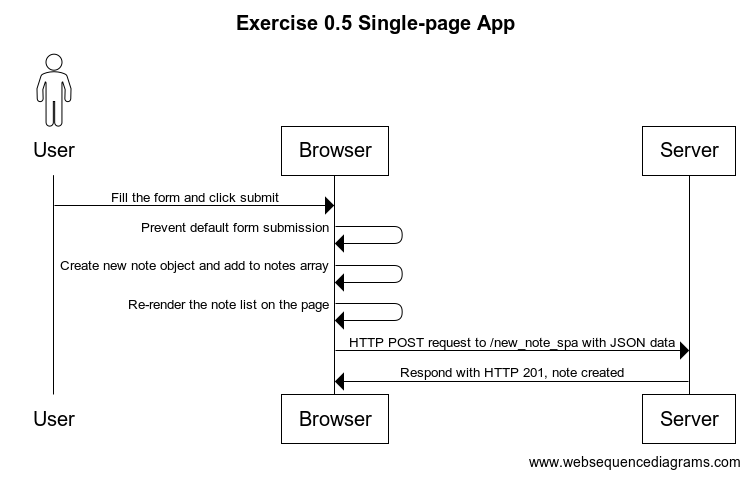 Exercise 0.5 Single-page App
User
Browser
Server
Fill the form and click submit
Prevent default form submission
Create new note object and add to notes array
Re-render the note list on the page
HTTP POST request to /new_note_spa with JSON data
Respond with HTTP 201, note created
User
Browser
Server
www.websequencediagrams.com